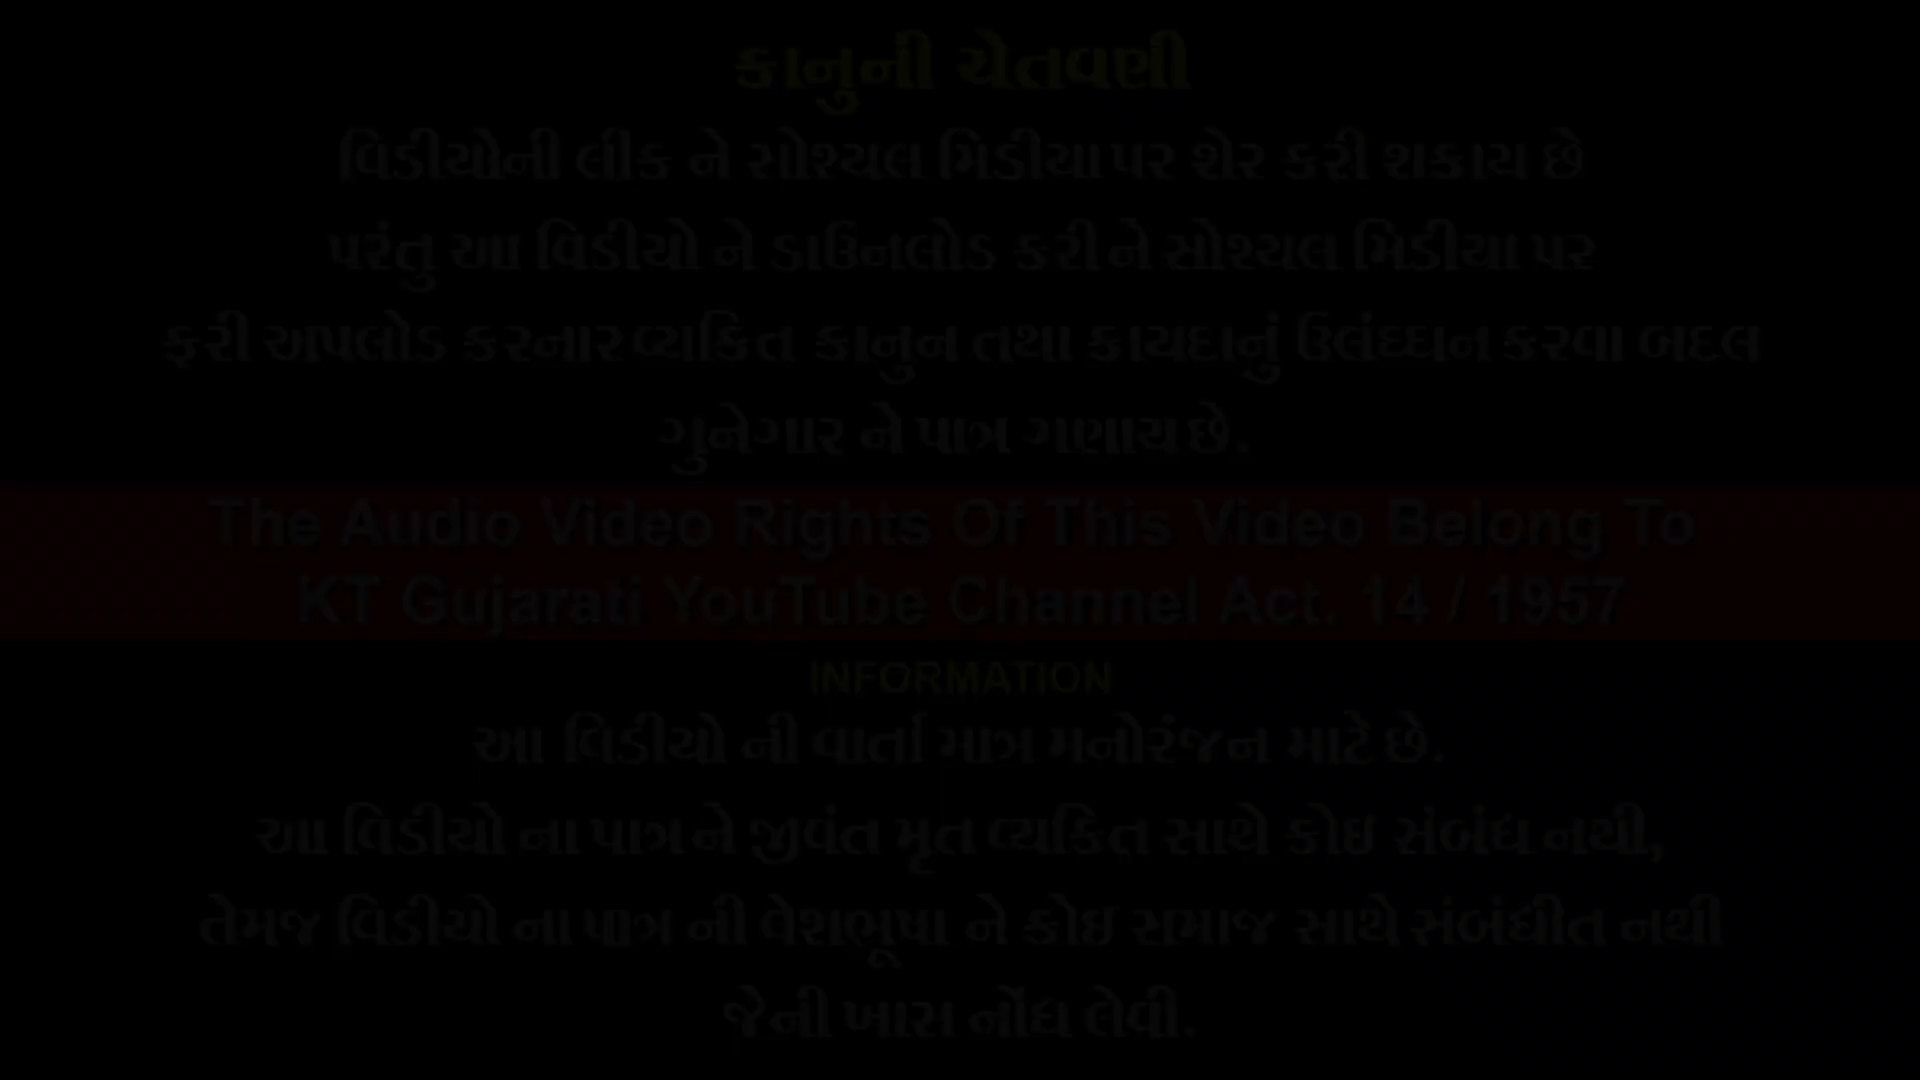 કાનુની ચેતવણી
વિડીયોની લીંક ને સોશ્યલ મિડીયા પર શેર કરી શકાય છે
પરંતુ આ વિડીયો ને ડાઉનલોડ કરી ને સોશ્યલ મિડીયા પર
ફરી અપલોડ કરનાર વ્યકિત કાનુન તથા કાયદાનું ઉલંઘ્ઘન કરવા બદલ
ગુનેગાર ને પાત્ર ગણાય છે.
The Audio Video Rights Of This Video Belong To
KT Gujarati YouTube Channel Act. 14 / 1957
INFORMATION
આ વિડીયો ની વાર્તા માત્ર મનોરંજન માટે છે.
આ વિડીયો ના પાત્ર ને જીવંત મૃત વ્યકિત સાથે કોઇ સંબંધ નથી,
તેમજ વિડીયો ના પાત્ર ની વેશભૂષા ને કોઇ સમાજ સાથે સંબંધીત નથી
જેની ખાસ નોંધ લેવી.